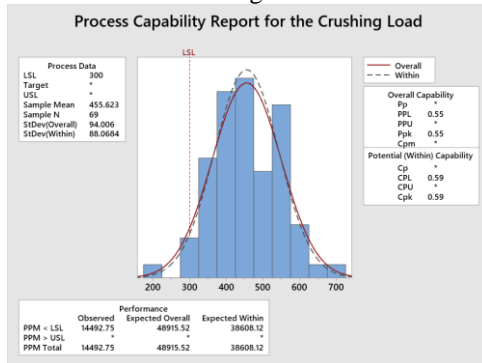 Process Capability Report for the Crushing Load
LSL
Process Data
LSL 300
Target *
USL *
Sample Mean 455.623
Sample N 69
StDev(Overall) 94.006
StDev(Within) 88.0684
Overall
Within
Overall Capability
Pp *
PPL 0.55
PPU *
Ppk 0.55
Cpm *
Potential (Within) Capability
Cp *
CPL 0.59
CPU *
Cpk 0.59
200 300 400 500 600 700
Performance
Observed Expected Overall Expected Within
PPM < LSL 14492.75 48915.52 38608.12
PPM > USL * * *
PPM Total 14492.75 48915.52 38608.12